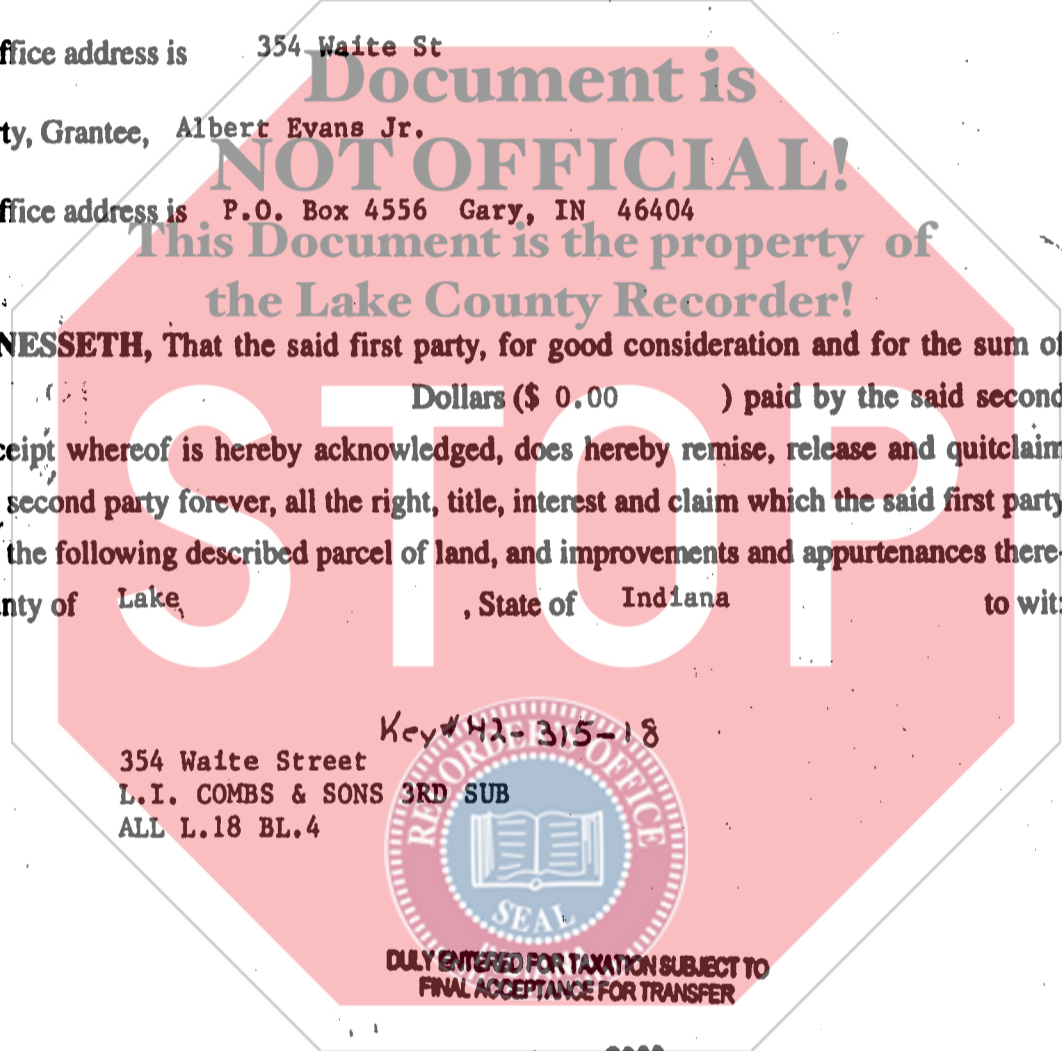 ffice address is 354 Waite St
Document is
ty, Grantee, Albert Evans Jr.
NOT OFFICIAL!
ffice address is P.O. Box 4556 Gary, IN 46404
This Document is the property of
the Lake County Recorder!
NESSETH, That the said first party, for good consideration and for the sum of
Dollars ($ 0.00 ) paid by the said second
ceipt whereof is hereby acknowledged, does hereby remise, release and quitclaim
second party forever, all the right, title, interest and claim which the said first party
the following described parcel of land, and improvements and appurtenances there-
nty of Lake , State of Indiana to wit:
STOP
Key# 42-315-18
354 Waite Street
L.I. COMBS & SONS 3RD SUB
ALL L.18 BL.4
RECORDER'S OFFICE
SEAL
DULY ENTERED FOR TAXATION SUBJECT TO
FINAL ACCEPTANCE FOR TRANSFER